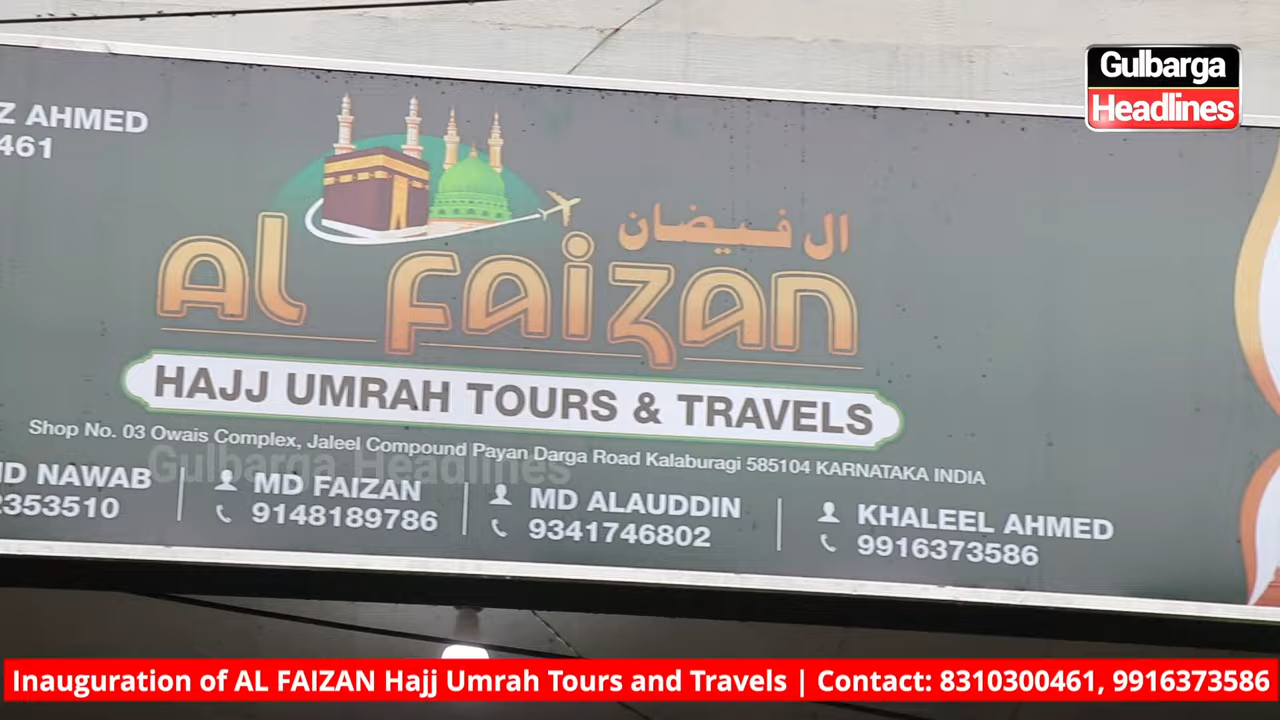 Gulbarga
Headlines
Z AHMED
461
ال فيضان
AL FAIZAN
HAJJ UMRAH TOURS & TRAVELS
Shop No. 03 Owais Complex, Jaleel Compound Payan Darga Road Kalaburagi 585104 KARNATAKA INDIA
Gulbarga Headlines
D NAWAB
2353510
MD FAIZAN
9148189786
MD ALAUDDIN
9341746802
KHALEEL AHMED
9916373586
Inauguration of AL FAIZAN Hajj Umrah Tours and Travels | Contact: 8310300461, 9916373586